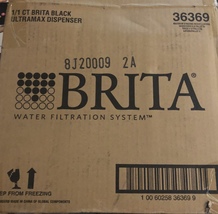 1/1 CT BRITA BLACK
ULTRAMAX DISPENSER
36369
8J20009 2A
BRITA
WATER FILTRATION SYSTEM™
EP FROM FREEZING
1 00 60258 36369 9